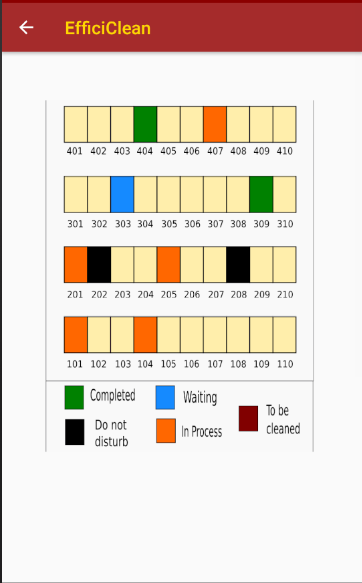 EfficiClean
401 402 403 404 405 406 407 408 409 410
301 302 303 304 305 306 307 308 309 310
201 202 203 204 205 206 207 208 209 210
101 102 103 104 105 106 107 108 109 110
Completed
Waiting
Do not
disturb
In Process
To be
cleaned